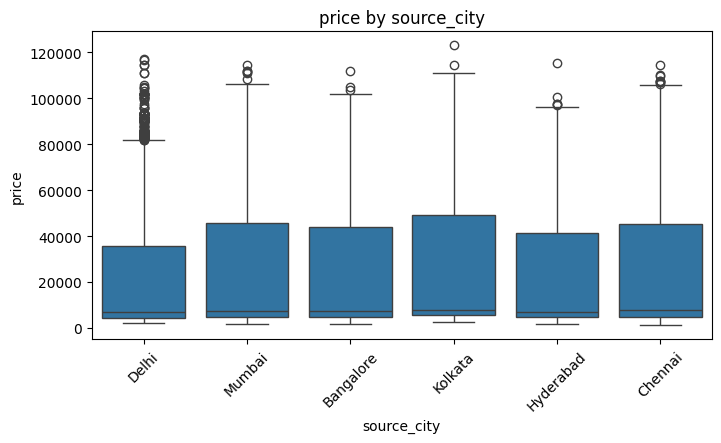 price by source_city
price
120000
100000
80000
60000
40000
20000
0
Delhi
Mumbai
Bangalore
Kolkata
Hyderabad
Chennai
source_city